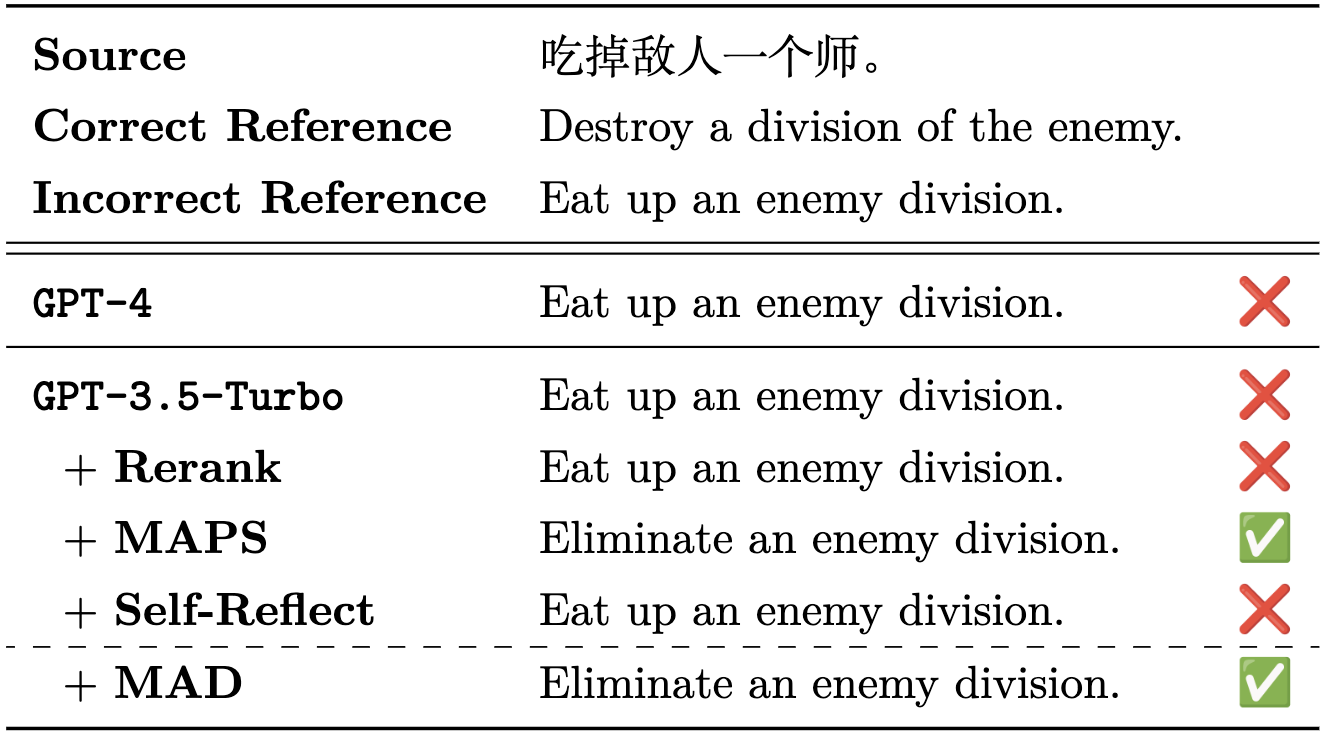 Source 吃掉敌人一个师。
Correct Reference Destroy a division of the enemy.
Incorrect Reference Eat up an enemy division.
GPT-4 Eat up an enemy division. ❌
GPT-3.5-Turbo Eat up an enemy division. ❌
+ Rerank Eat up an enemy division. ❌
+ MAPS Eliminate an enemy division. ✅
+ Self-Reflect Eat up an enemy division. ❌
+ MAD Eliminate an enemy division. ✅